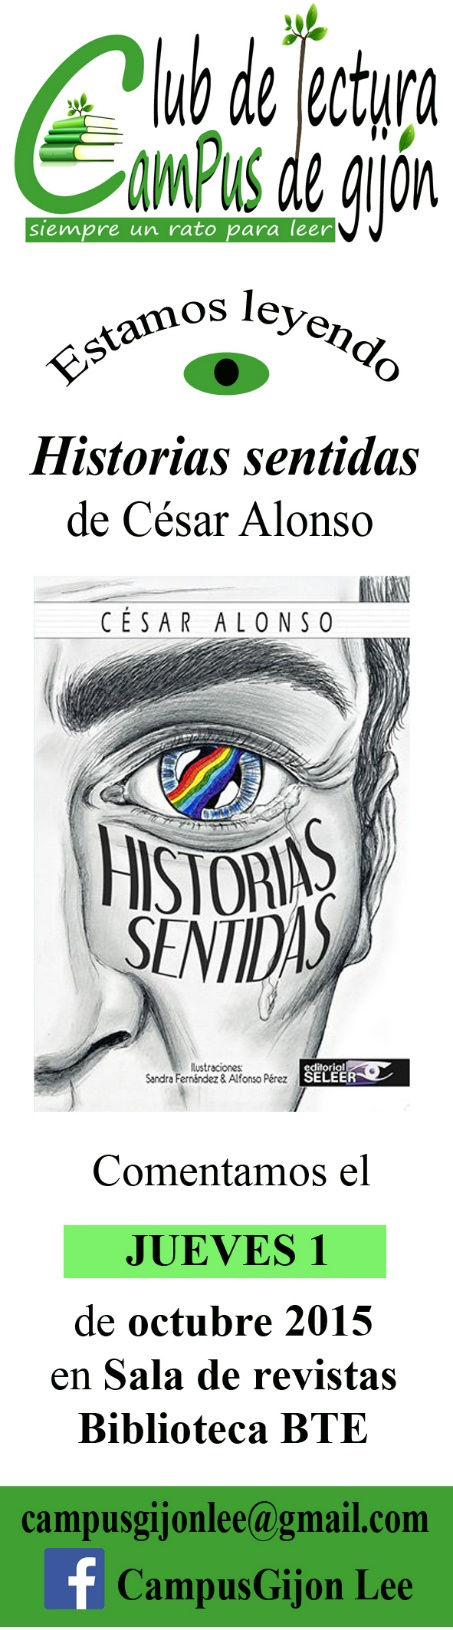 Club de lectura
CamPus de gijón
siempre un rato para leer
Estamos leyendo
Historias sentidas
de César Alonso
CÉSAR ALONSO
HISTORIAS
SENTIDAS
Ilustraciones:
Sandra Fernández & Alfonso Pérez
editorial
SELEER
Comentamos el
JUEVES 1
de octubre 2015
en Sala de revistas
Biblioteca BTE
campusgijonlee@gmail.com
f CampusGijon Lee